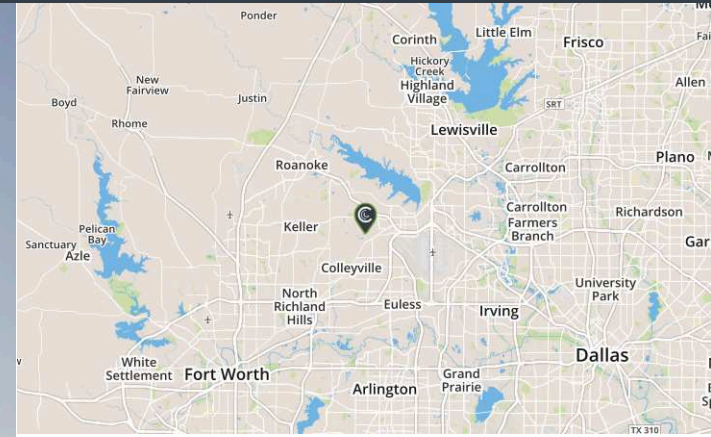 Ponder
Corinth
Little Elm
Frisco
Hickory
Creek
Highland
Village
New
Fairview
Allen
Boyd
Justin
SRT
Rhome
Lewisville
Plano
Roanoke
Carrollton
Carrollton
Farmers
Branch
Richardson
Keller
C
Pelican
Bay
Sanctuary
Azle
Gar
Colleyville
University
Park
North
Richland
Hills
Euless
Irving
Dallas
White
Settlement
Fort Worth
Grand
Prairie
Arlington
TX 310